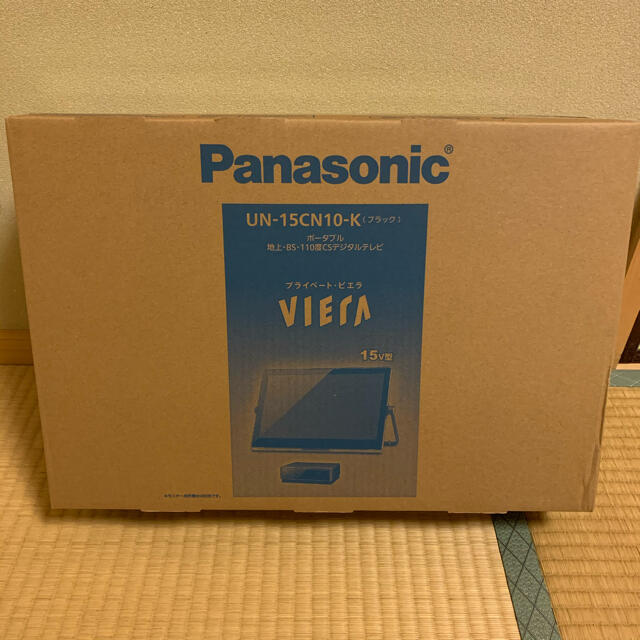 Panasonic®
UN-15CN10-K(ブラック)
ポータブル
地上・BS・110度CSデジタルテレビ
プライベート・ビエラ
VIErA
15V型